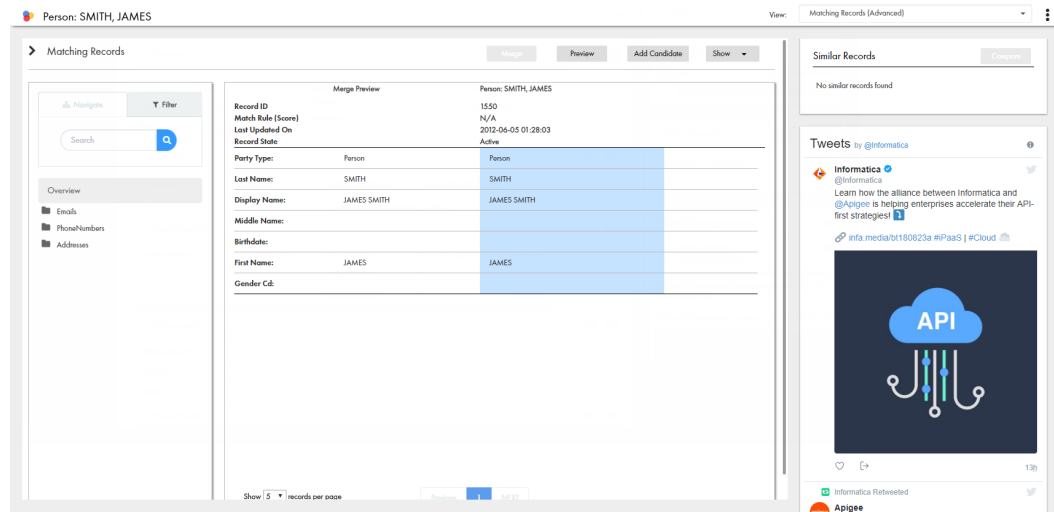 Person: SMITH, JAMES
View:
Matching Records (Advanced)
Matching Records
Merge
Preview
Add Candidate
Show
Navigate
Filter
Search
Overview
Emails
PhoneNumbers
Addresses
Merge Preview
Person: SMITH, JAMES
Record ID
1550
Match Rule (Score)
N/A
Last Updated On
2012-06-05 01:28:03
Record State
Active
Party Type:
Person
Person
Last Name:
SMITH
SMITH
Display Name:
JAMES SMITH
JAMES SMITH
Middle Name:
Birthdate:
First Name:
JAMES
JAMES
Gender Cd:
Show 5 records per page
Previous
1
NEXT
Similar Records
Compare
No similar records found
Tweets by @Informatica
Informatica
@Informatica
Learn how the alliance between Informatica and
@Apigee is helping enterprises accelerate their API-
first strategies!
infa.media/bt180823a #iPaaS | #Cloud
API
13h
Informatica Retweeted
Apigee